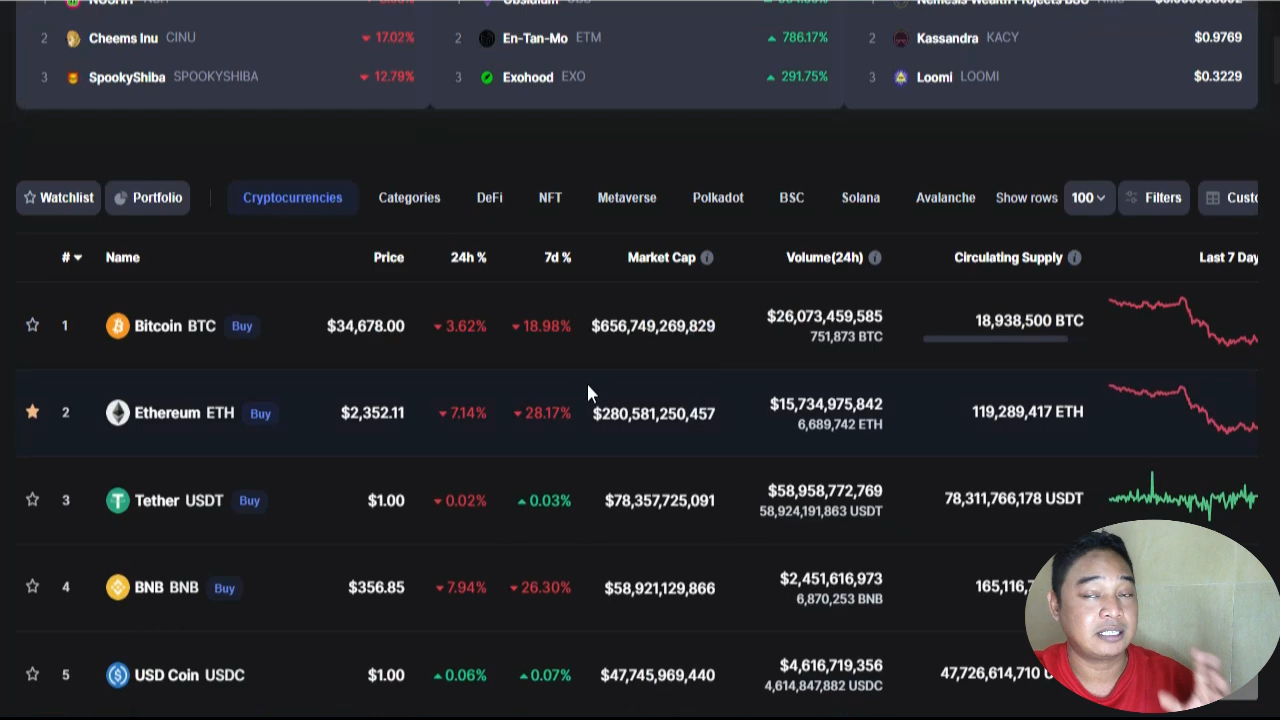 2 Cheems Inu CINU 17.02% 2 En-Tan-Mo ETM 786.17% 2 Kassandra KACY $0.9769
3 SpookyShiba SPOOKYSHIBA 12.79% 3 Exohood EXO 291.75% 3 Loomi LOOMI $0.3229
Watchlist Portfolio Cryptocurrencies Categories DeFi NFT Metaverse Polkadot BSC Solana Avalanche Show rows 100 Filters
# Name Price 24h % 7d % Market Cap Volume(24h) Circulating Supply Last 7 Day
1 Bitcoin BTC Buy $34,678.00 3.62% 18.98% $656,749,269,829 $26,073,459,585 18,938,500 BTC
751,873 BTC
2 Ethereum ETH Buy $2,352.11 7.14% 28.17% $280,581,250,457 $15,734,975,842 119,289,417 ETH
6,689,742 ETH
3 Tether USDT Buy $1.00 0.02% 0.03% $78,357,725,091 $58,958,772,769 78,311,766,178 USDT
58,924,191,863 USDT
4 BNB BNB Buy $356.85 7.94% 26.30% $58,921,129,866 $2,451,616,973 165,116,
6,870,253 BNB
5 USD Coin USDC $1.00 0.06% 0.07% $47,745,969,440 $4,616,719,356 47,726,614,710
4,614,847,882 USDC